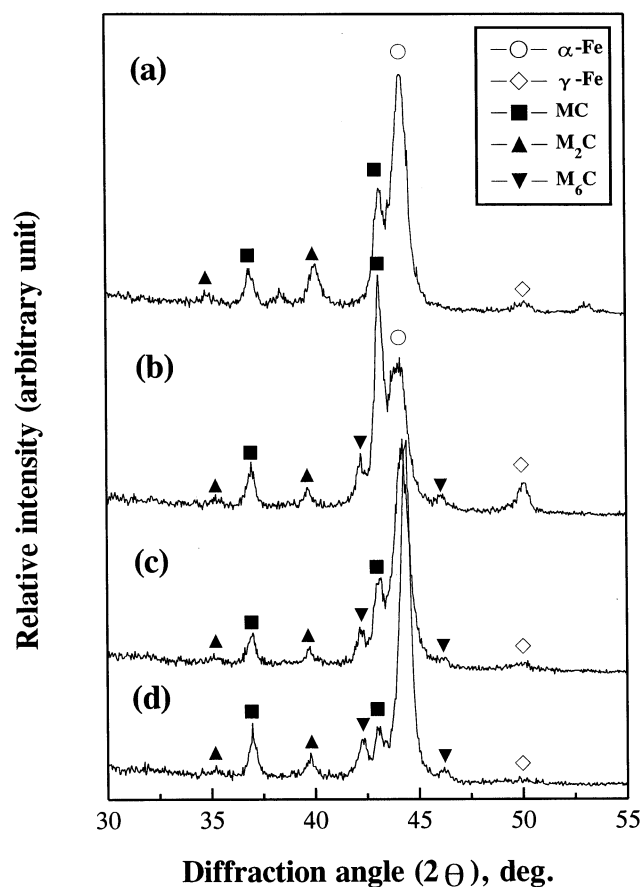 (a)
(b)
(c)
(d)
α-Fe
γ-Fe
MC
M₂C
M₆C
Relative intensity (arbitrary unit)
30 35 40 45 50 55
Diffraction angle (2θ), deg.